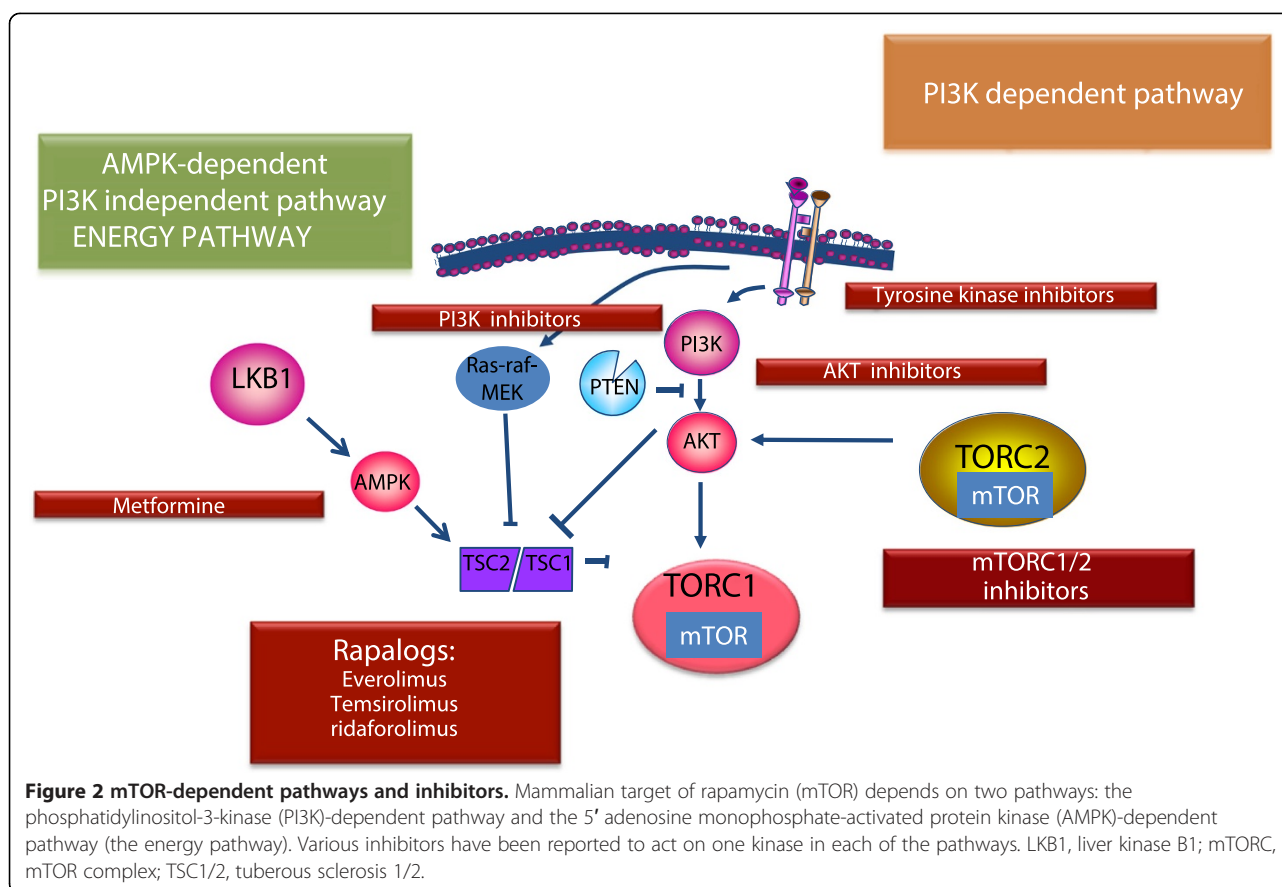 PI3K dependent pathway
AMPK-dependent
PI3K independent pathway
ENERGY PATHWAY
Tyrosine kinase inhibitors
PI3K inhibitors
PI3K
LKB1
Ras-raf-
MEK
PTEN
AKT inhibitors
AKT
TORC2
mTOR
AMPK
Metformine
TSC2
TSC1
mTORC1/2
inhibitors
TORC1
mTOR
Rapalogs:
Everolimus
Temsirolimus
ridaforolimus
Figure 2 mTOR-dependent pathways and inhibitors. Mammalian target of rapamycin (mTOR) depends on two pathways: the
phosphatidylinositol-3-kinase (PI3K)-dependent pathway and the 5′ adenosine monophosphate-activated protein kinase (AMPK)-dependent
pathway (the energy pathway). Various inhibitors have been reported to act on one kinase in each of the pathways. LKB1, liver kinase B1; mTORC,
mTOR complex; TSC1/2, tuberous sclerosis 1/2.